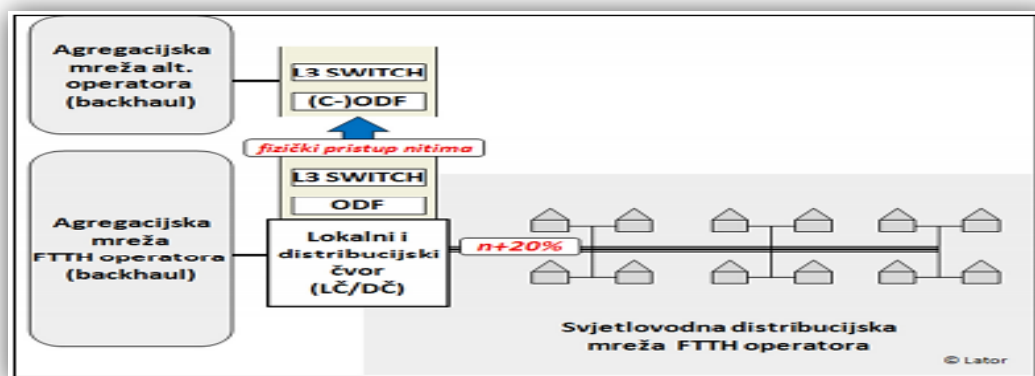 Agregacijska
mreža alt.
operatora
(backhaul)
L3 SWITCH
(C-)ODF
fizički pristup nitima
L3 SWITCH
ODF
Agregacijska
mreža
FTTH operatora
(backhaul)
Lokalni i
distribucijski
čvor
(LČ/DČ)
n+20%
Svjetlovodna distribucijska
mreža FTTH operatora
© Lator